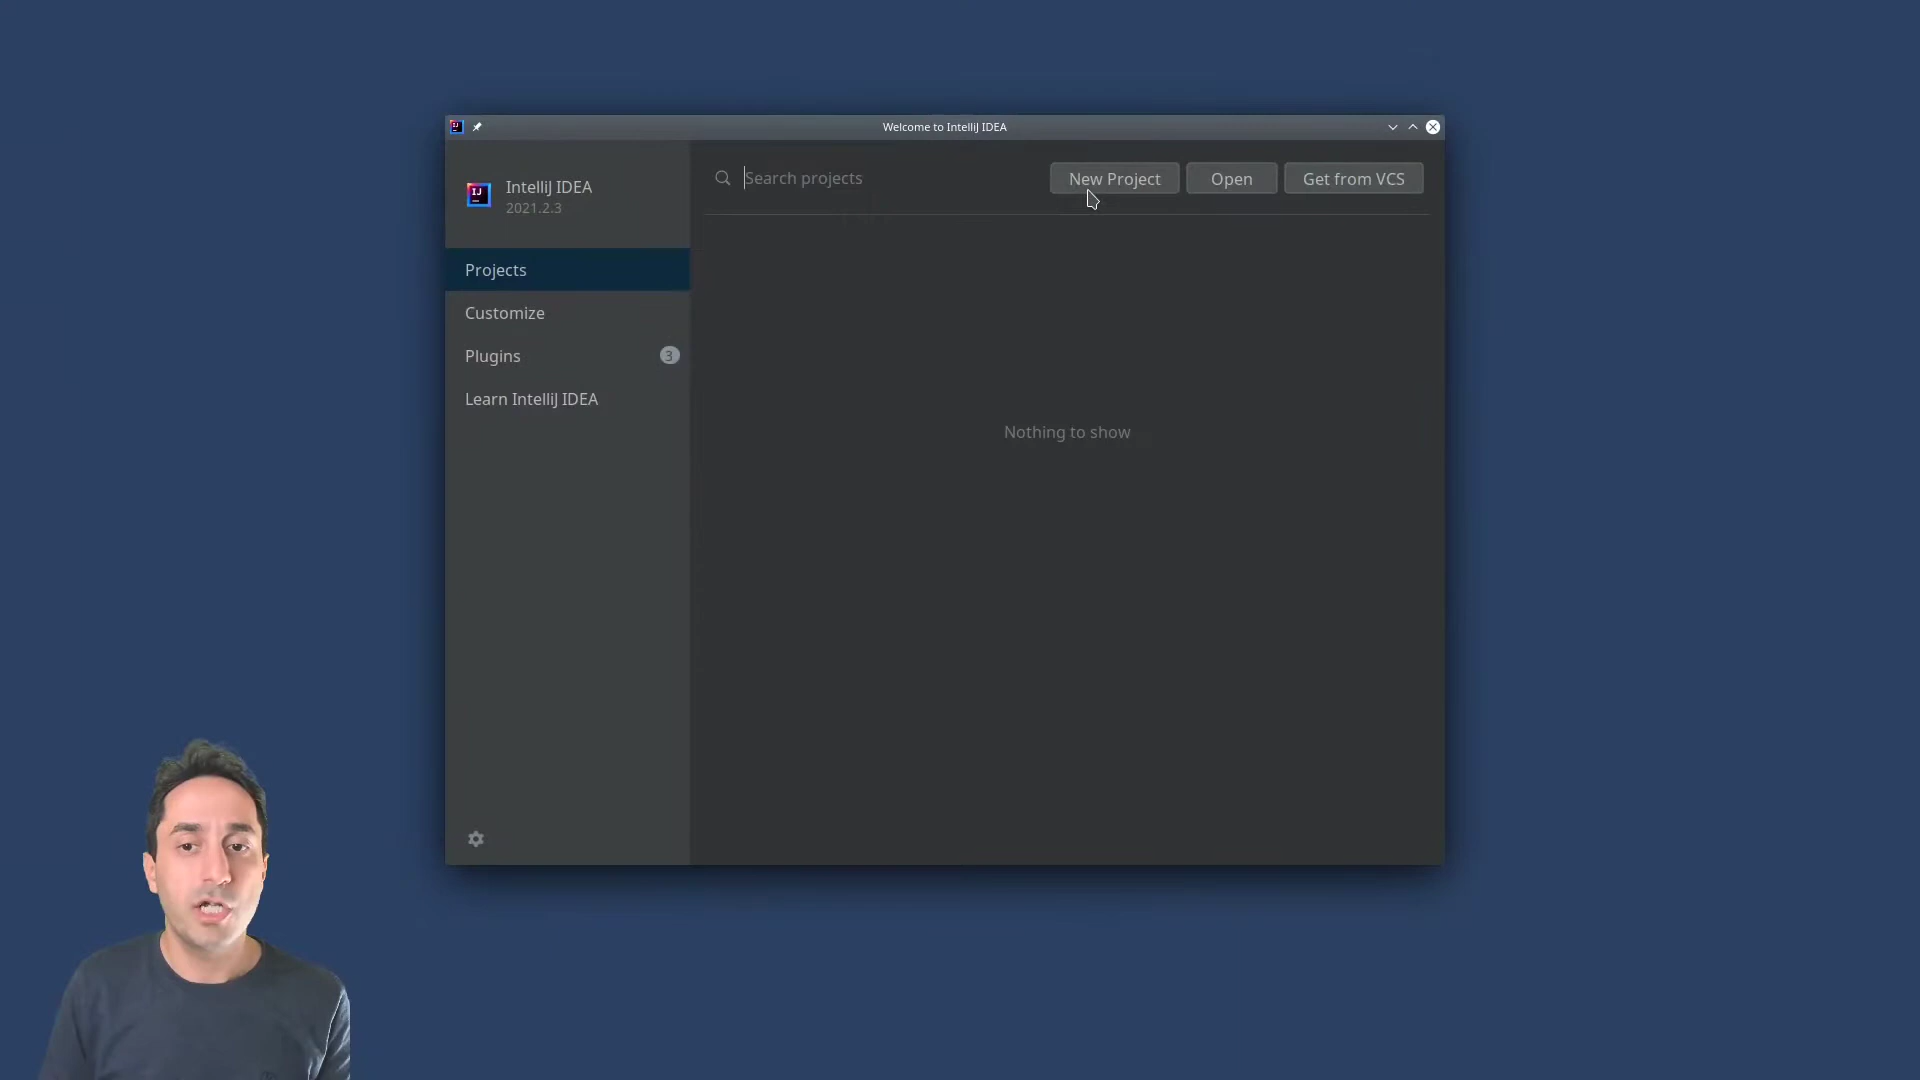 Welcome to IntelliJ IDEA
IJ
IntelliJ IDEA
2021.2.3
Search projects
New Project
Open
Get from VCS
Projects
Customize
Plugins
3
Learn IntelliJ IDEA
Nothing to show